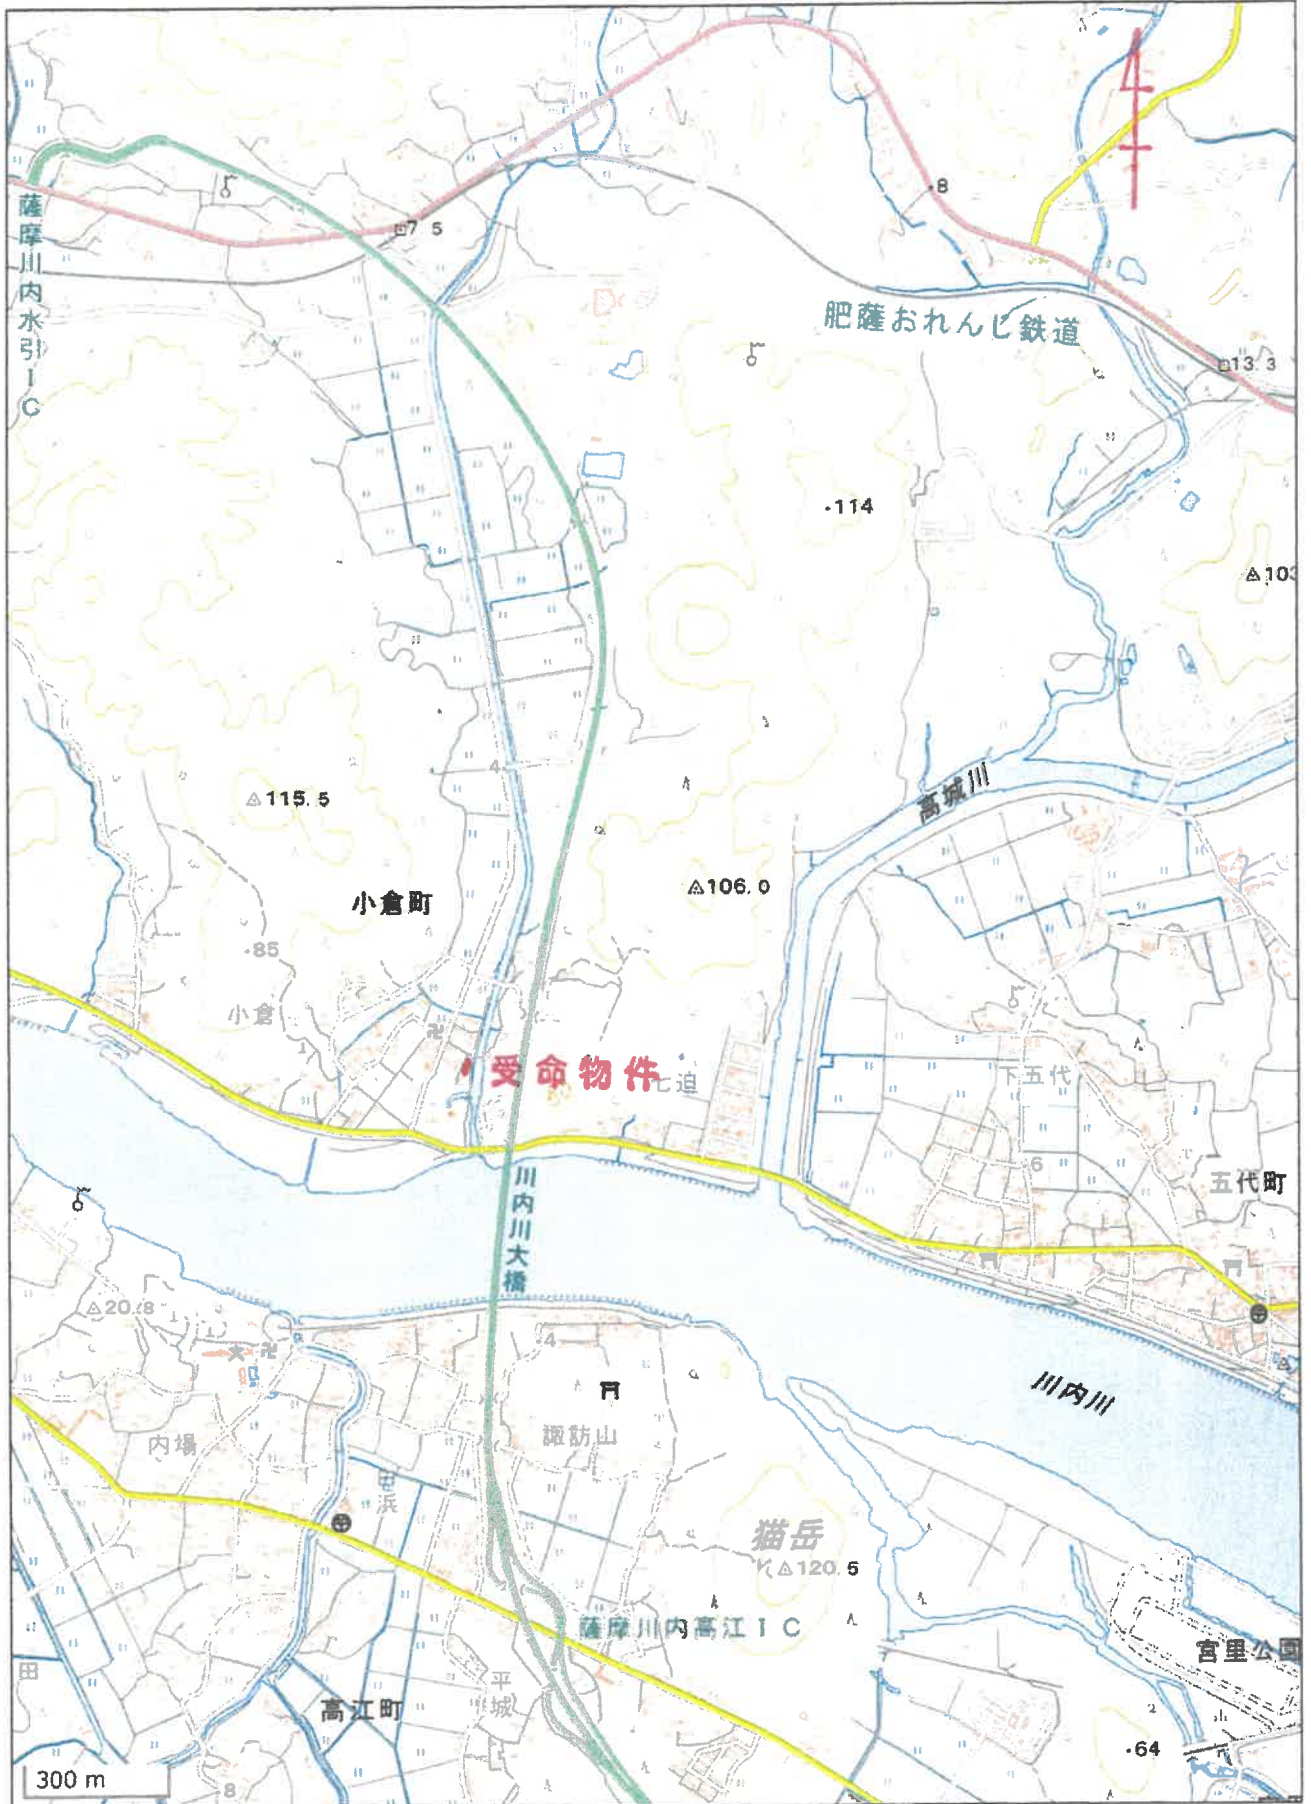 薩摩川内水引IC
7.5
8
肥薩おれんじ鉄道
13.3
114
103
4
115.5
高城川
106.0
小倉町
85
小倉
受命物件
七迫
下五代
6
五代町
川内川大橋
20.8
4
川内川
諏訪山
内場
猫岳
120.5
薩摩川内高江IC
宮里公園
田
平城
高江町
64
300 m
8